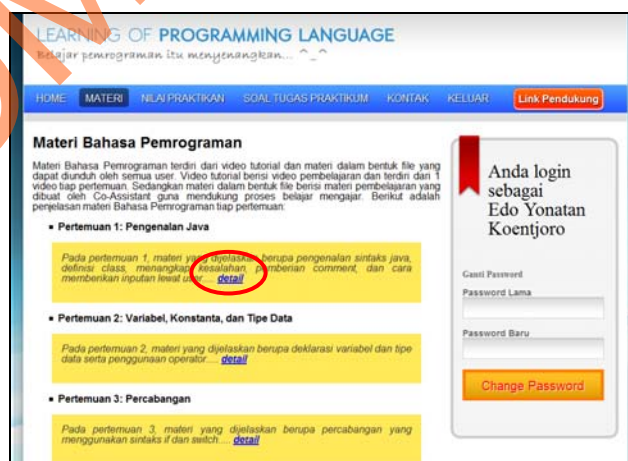 LEARNING OF PROGRAMMING LANGUAGE
Belajar pemrograman itu menyenangkan... ^_^
HOME MATERI NILAI PRAKTIKAN SOAL TUGAS PRAKTIKUM KONTAK KELUAR Link Pendukung
Materi Bahasa Pemrograman
Materi Bahasa Pemrograman terdiri dari video tutorial dan materi dalam bentuk file yang
dapat diunduh oleh semua user. Video tutorial berisi video pembelajaran dan terdiri dari 1
video tiap pertemuan. Sedangkan materi dalam bentuk file berisi materi pembelajaran yang
dibuat oleh Co-Assistant guna mendukung proses belajar mengajar. Berikut adalah
penjelasan materi Bahasa Pemrograman tiap pertemuan:
Pertemuan 1: Pengenalan Java
Pada pertemuan 1, materi yang dijelaskan berupa pengenalan sintaks java,
definisi class, menangkap kesalahan, pemberian comment, dan cara
memberikan inputan lewat user.... detail
Pertemuan 2: Variabel, Konstanta, dan Tipe Data
Pada pertemuan 2, materi yang dijelaskan berupa deklarasi variabel dan tipe
data serta penggunaan operator.... detail
Pertemuan 3: Percabangan
Pada pertemuan 3, materi yang dijelaskan berupa percabangan yang
menggunakan sintaks if dan switch.... detail
Anda login
sebagai
Edo Yonatan
Koentjoro
Ganti Password
Password Lama
Password Baru
Change Password